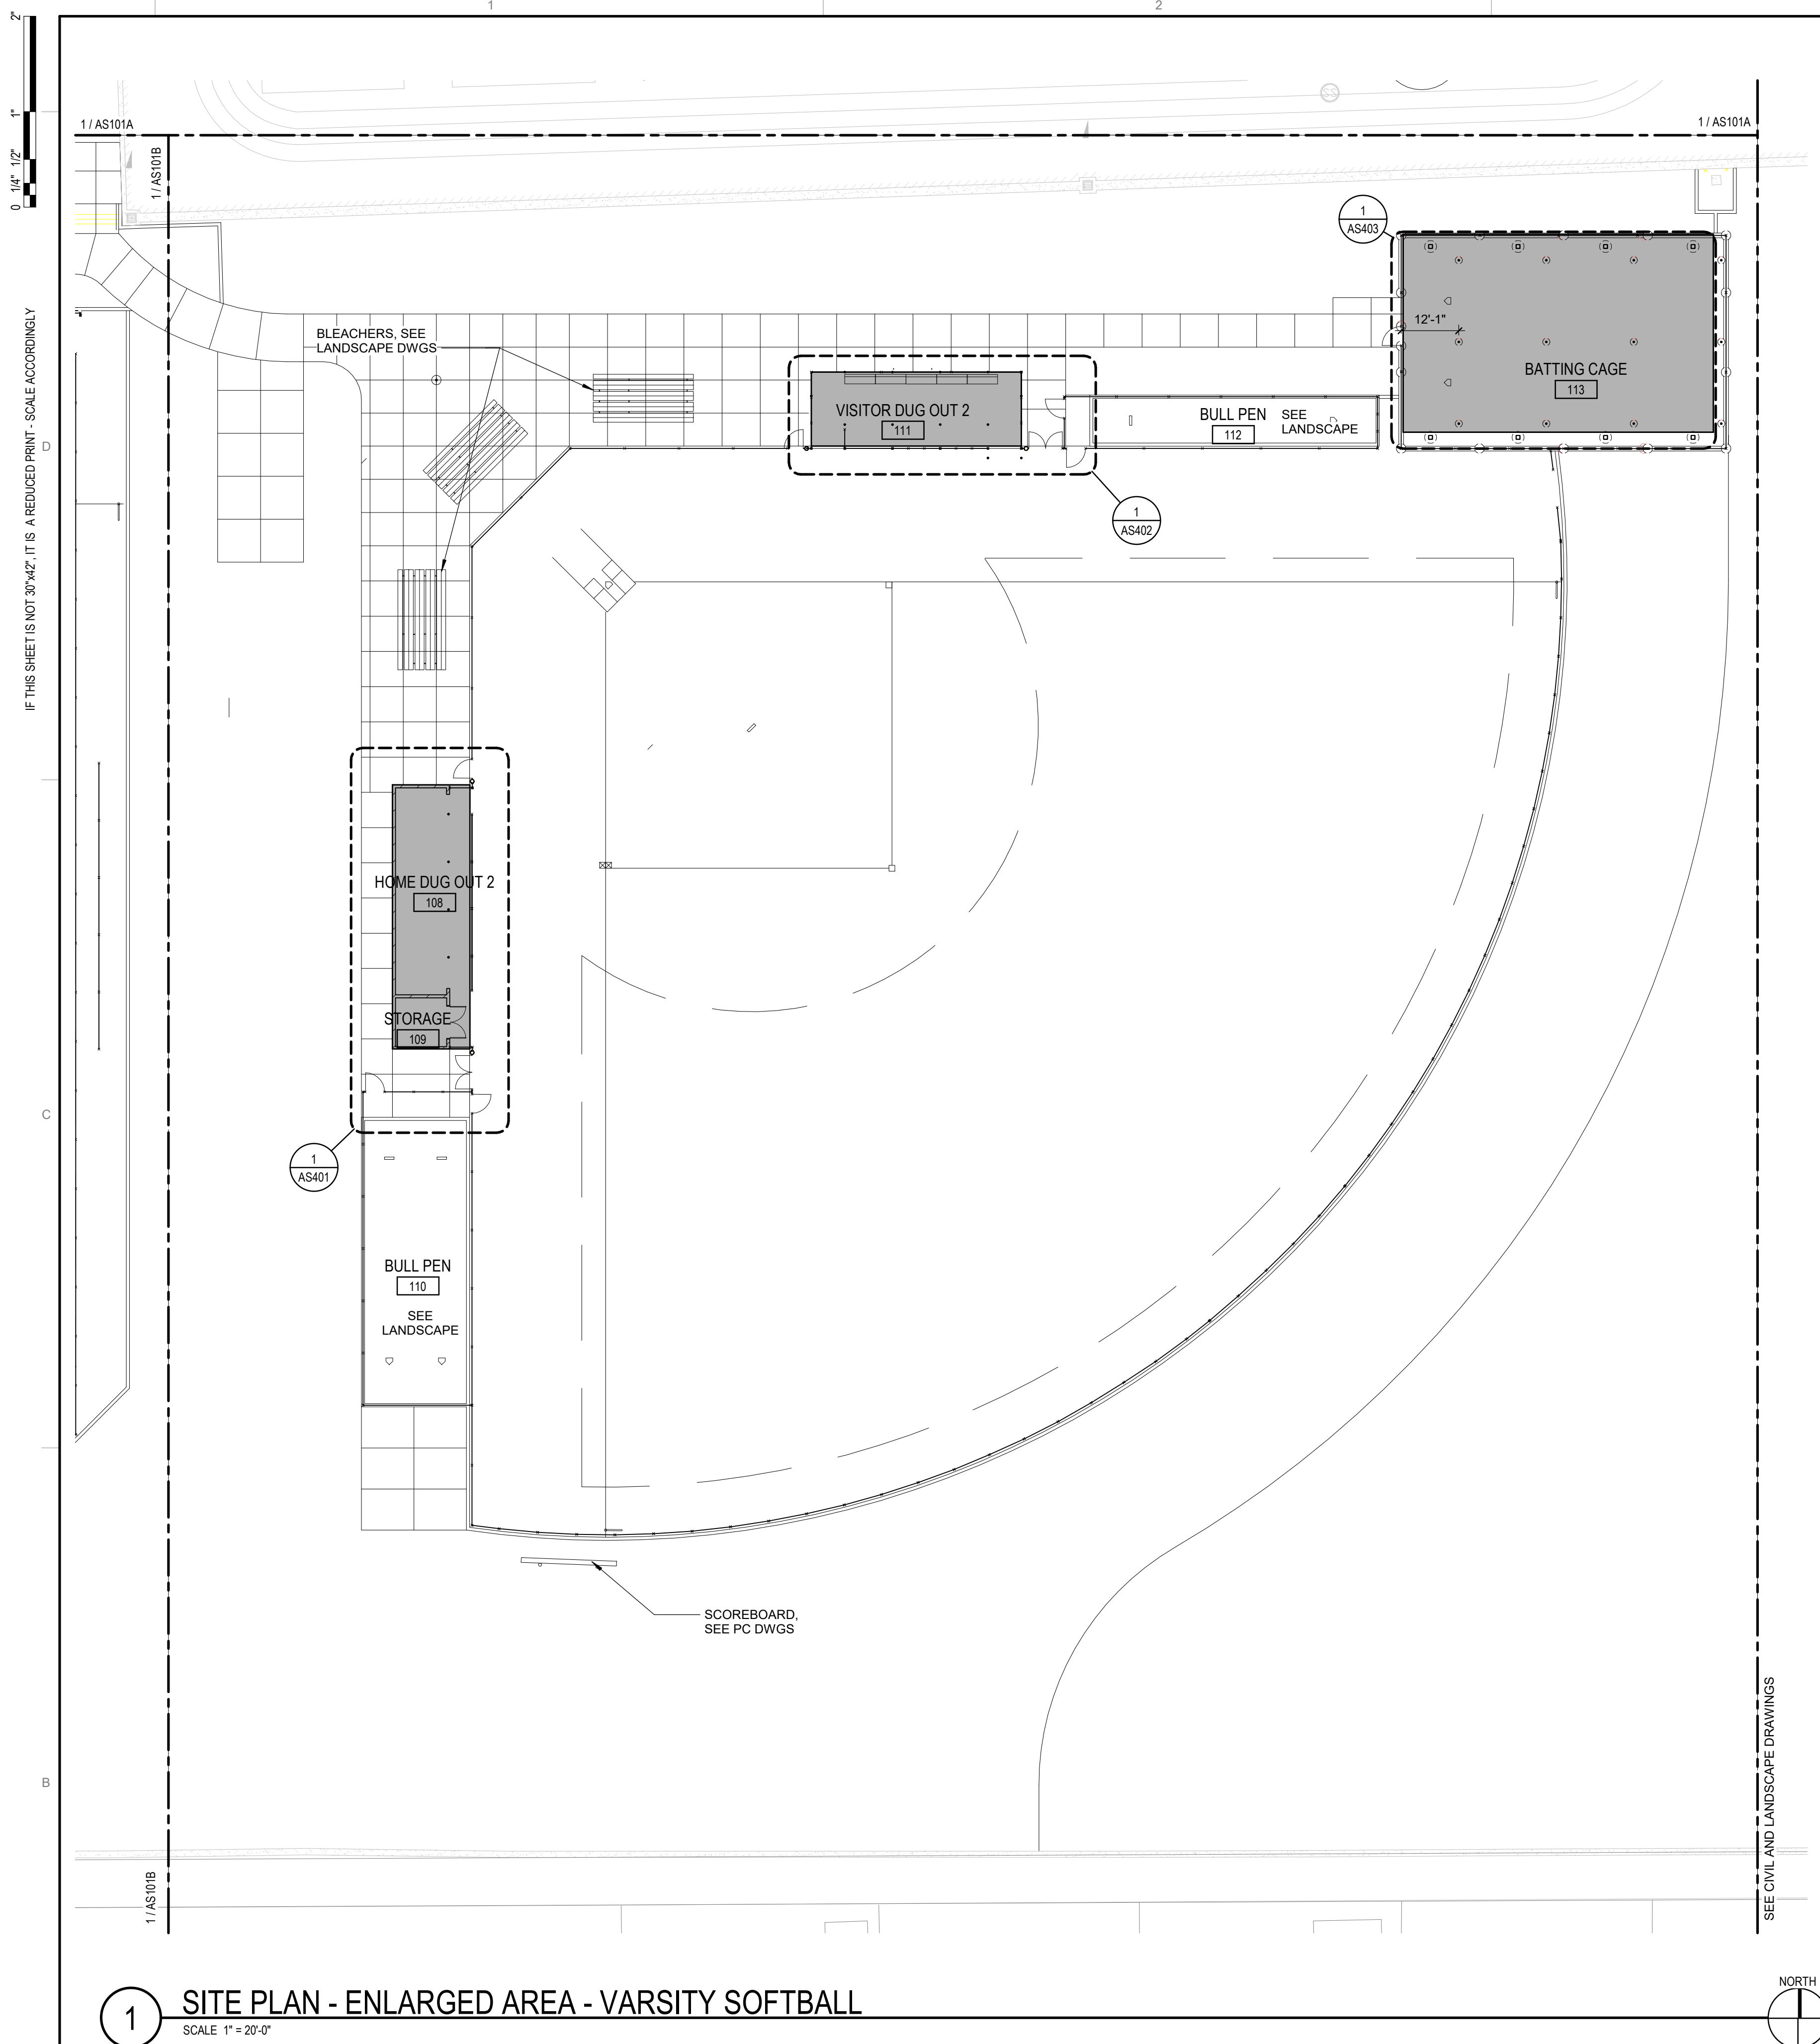 1
2
2"
1"
1/2"
1/4"
0
IF THIS SHEET IS NOT 30"x42", IT IS A REDUCED PRINT - SCALE ACCORDINGLY
D
C
B
SS
1 / AS101A
1 / AS101A
1 / AS101B
1
AS403
12'-1"
BATTING CAGE
113
BLEACHERS, SEE
LANDSCAPE DWGS
VISITOR DUG OUT 2
111
BULL PEN
112
SEE
LANDSCAPE
1
AS402
HOME DUG OUT 2
108
STORAGE
109
1
AS401
BULL PEN
110
SEE
LANDSCAPE
SCOREBOARD,
SEE PC DWGS
SEE CIVIL AND LANDSCAPE DRAWINGS
1 / AS101B
NORTH
1
SITE PLAN - ENLARGED AREA - VARSITY SOFTBALL
SCALE 1" = 20'-0"